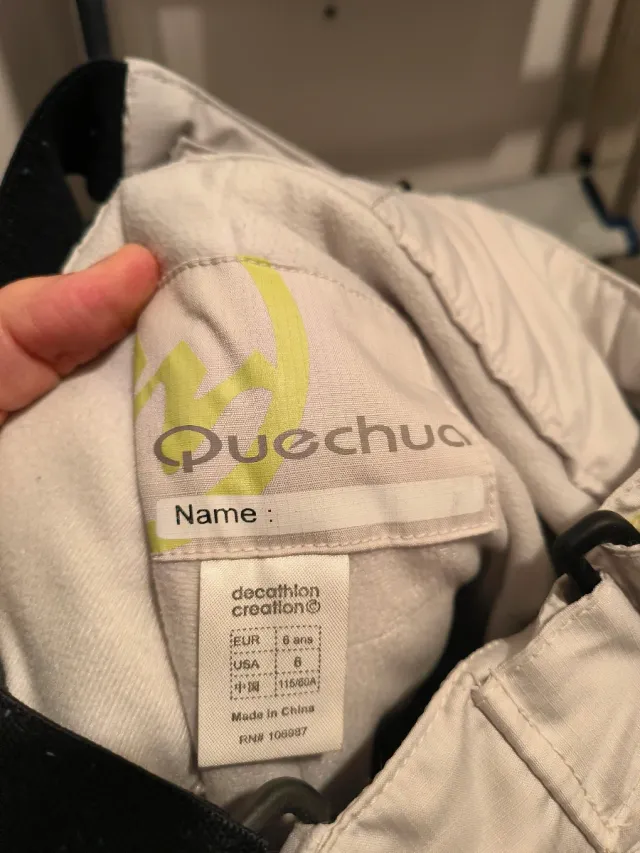 Quechua
Name :
decathlon
creation©
EUR 6 ans
USA 6
中国 115/60A
Made in China
RN# 106987